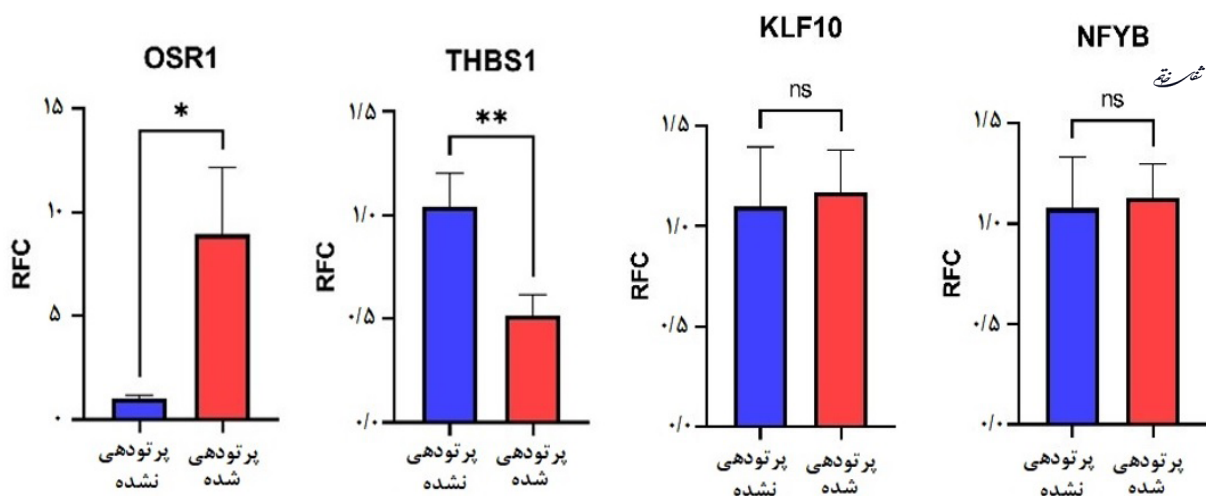 OSR1
RFC
۱۵
۱۰
۵
۰
*
پرتودهی نشده
پرتودهی شده
THBS1
RFC
۱/۵
۱/۰
۰/۵
۰/۰
**
پرتودهی نشده
پرتودهی شده
KLF10
RFC
۱/۵
۱/۰
۰/۵
۰/۰
ns
پرتودهی نشده
پرتودهی شده
NFYB
شفای خاتم
RFC
۱/۵
۱/۰
۰/۵
۰/۰
ns
پرتودهی نشده
پرتودهی شده